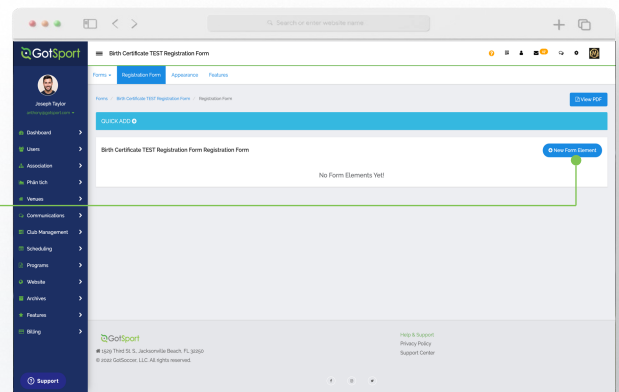 Search or enter website name
GotSport
Birth Certificate TEST Registration Form
Forms
Registration Form
Appearance
Features
Joseph Taylor
Forms / Birth Certificate TEST Registration Form / Registration Form
View PDF
QUICK ADD
Birth Certificate TEST Registration Form Registration Form
New Form Element
No Form Elements Yet!
Dashboard
Users
Association
Phân tích
Venues
Communications
Club Management
Scheduling
Programs
Website
Archives
Features
Billing
Support
GotSport
1529 Third St. S., Jacksonville Beach, FL 32250
© 2022 GotSoccer, LLC. All rights reserved.
Help & Support
Privacy Policy
Support Center